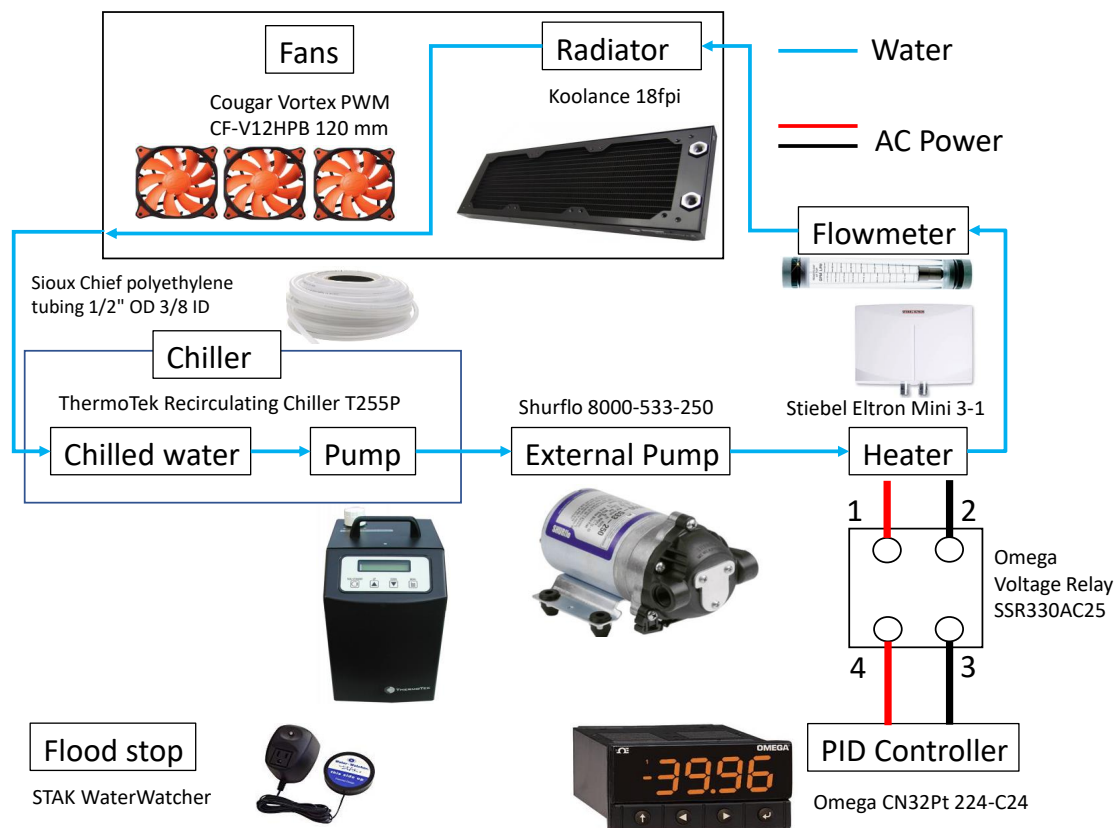 Fans
Radiator
Water
Cougar Vortex PWM
CF-V12HPB 120 mm
Koolance 18fpi
AC Power
Flowmeter
Sioux Chief polyethylene
tubing 1/2" OD 3/8 ID
Chiller
ThermoTek Recirculating Chiller T255P
Shurflo 8000-533-250
Stiebel Eltron Mini 3-1
Chilled water
Pump
External Pump
Heater
1
2
Omega
Voltage Relay
SSR330AC25
4
3
SHURflo
THERMOTEK
Flood stop
STAK WaterWatcher
OMEGA
1
-39.96
PID Controller
Omega CN32Pt 224-C24